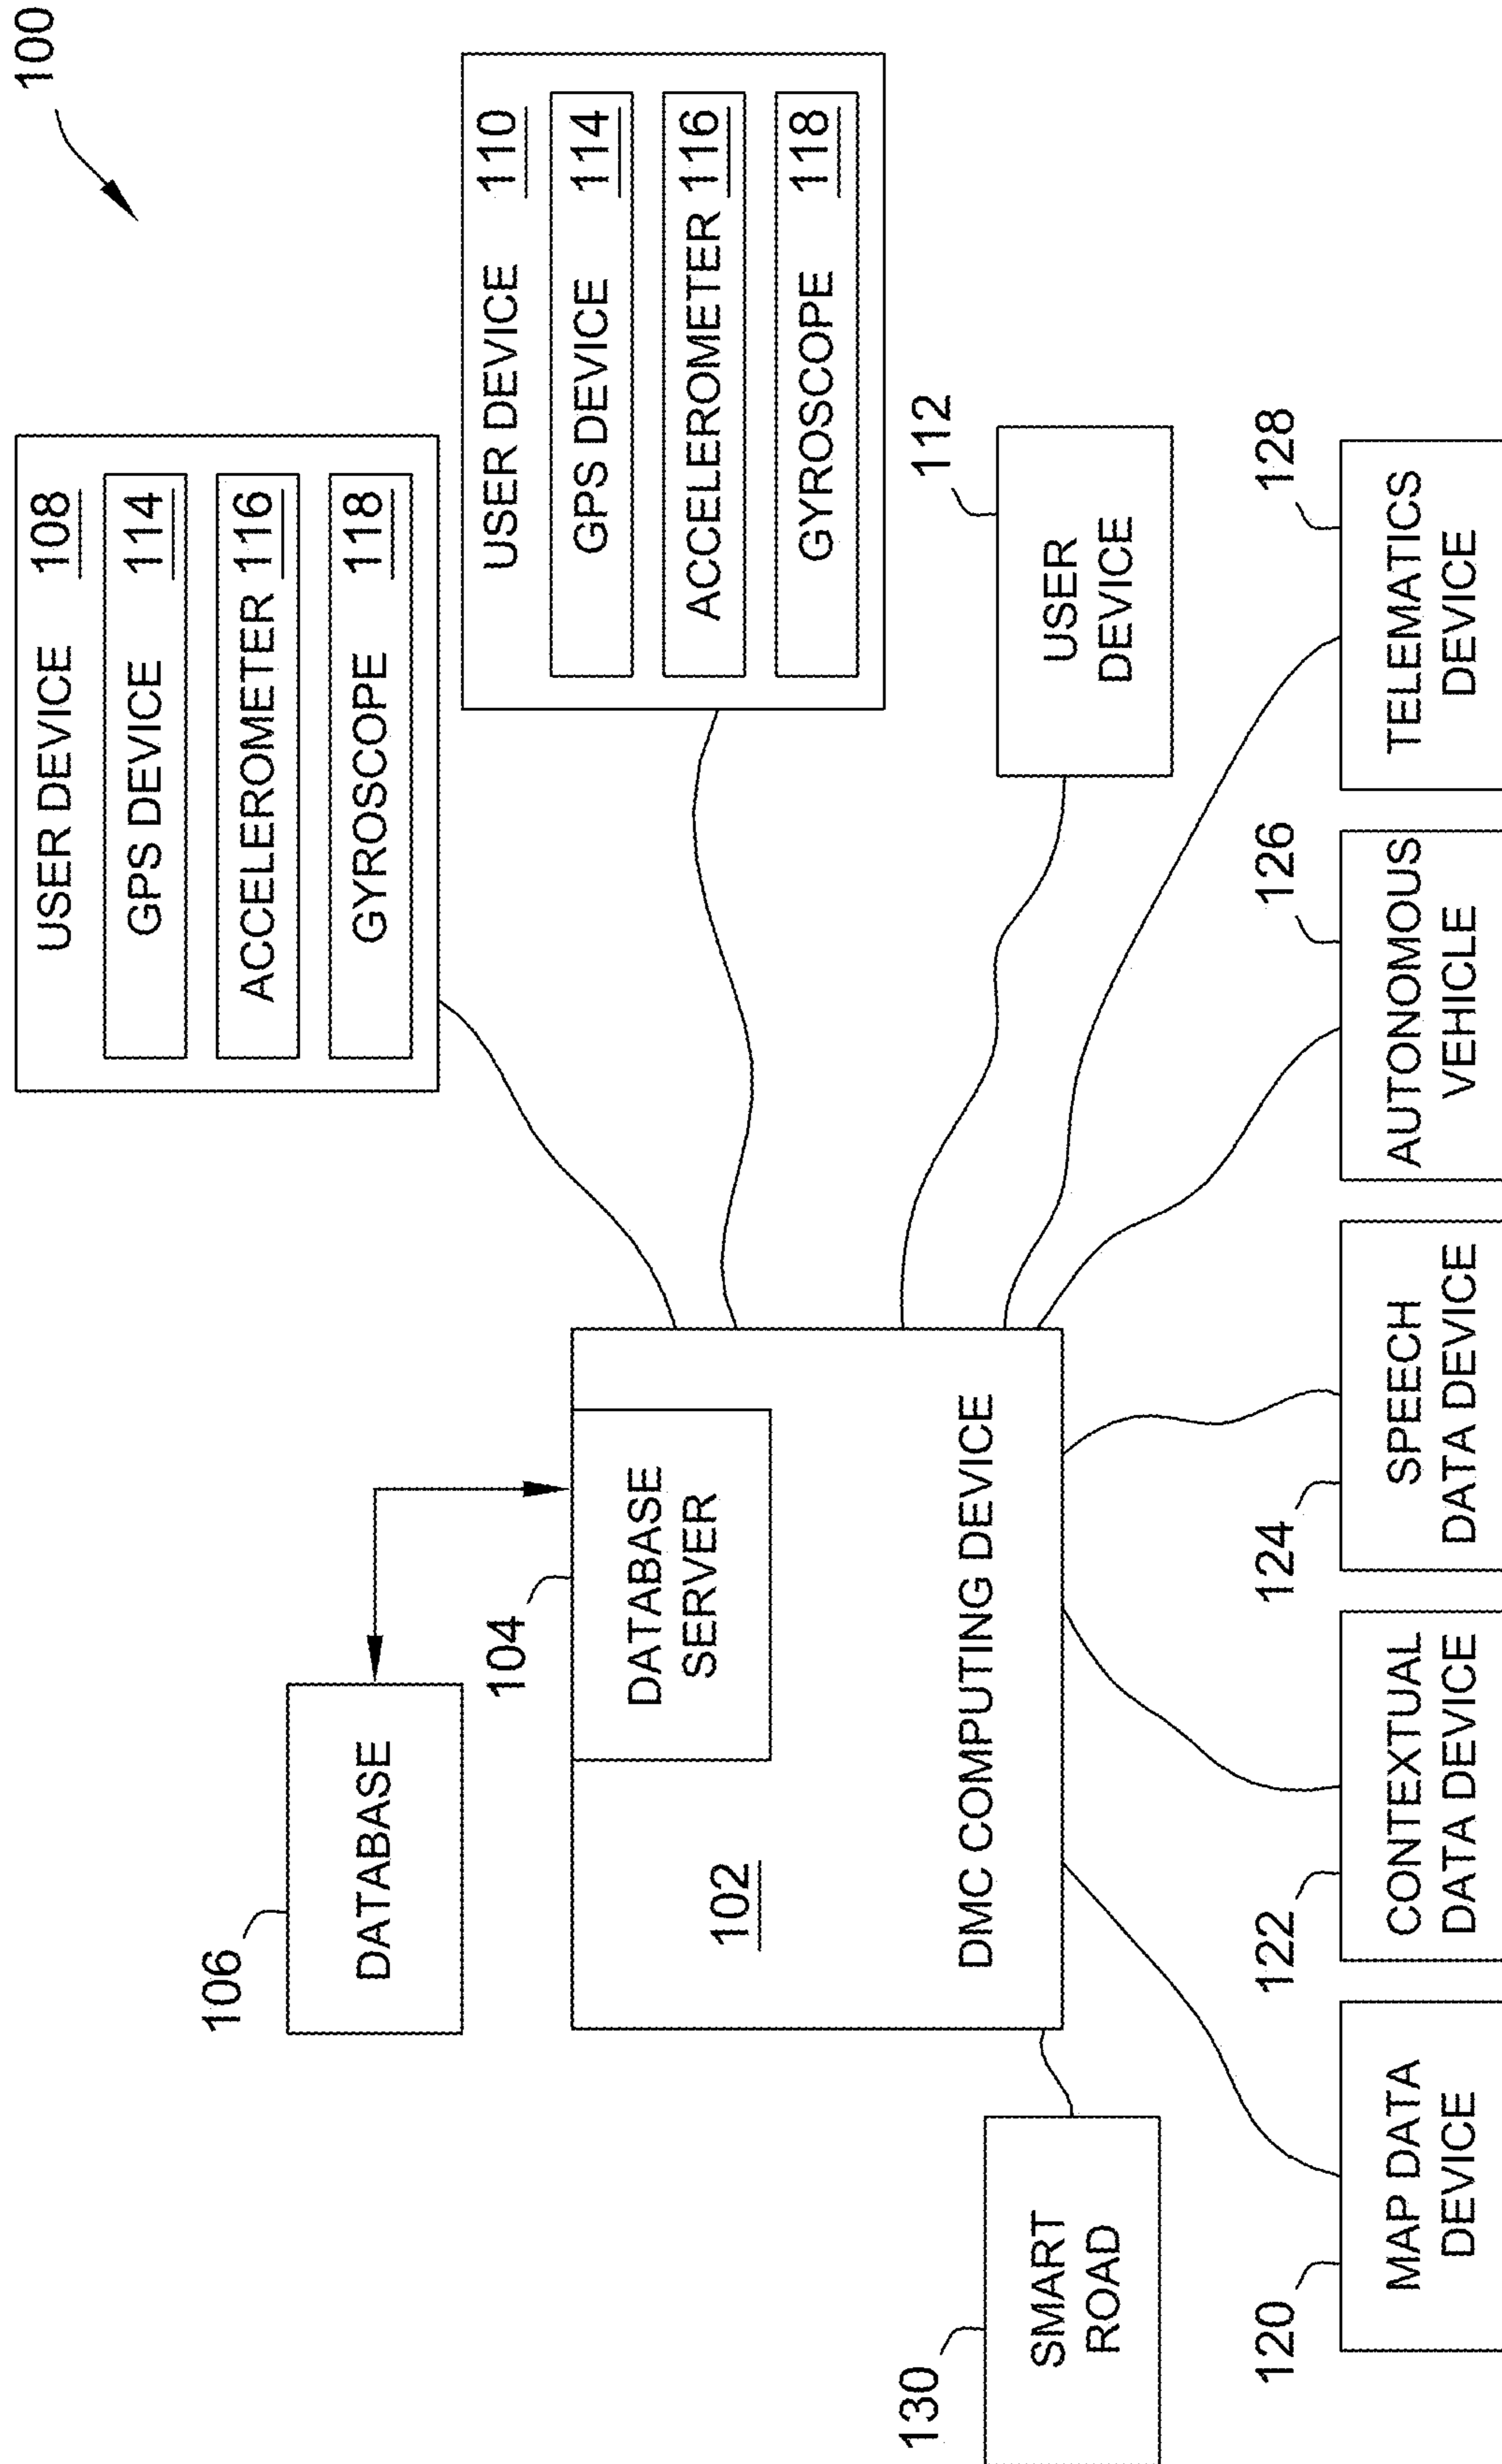 100
USER DEVICE 108
GPS DEVICE 114
ACCELEROMETER 116
GYROSCOPE 118
USER DEVICE 110
GPS DEVICE 114
ACCELEROMETER 116
GYROSCOPE 118
106
DATABASE
104
DATABASE
SERVER
102
DMC COMPUTING DEVICE
112
USER
DEVICE
130
SMART
ROAD
120
MAP DATA
DEVICE
122
CONTEXTUAL
DATA DEVICE
124
SPEECH
DATA DEVICE
126
AUTONOMOUS
VEHICLE
128
TELEMATICS
DEVICE